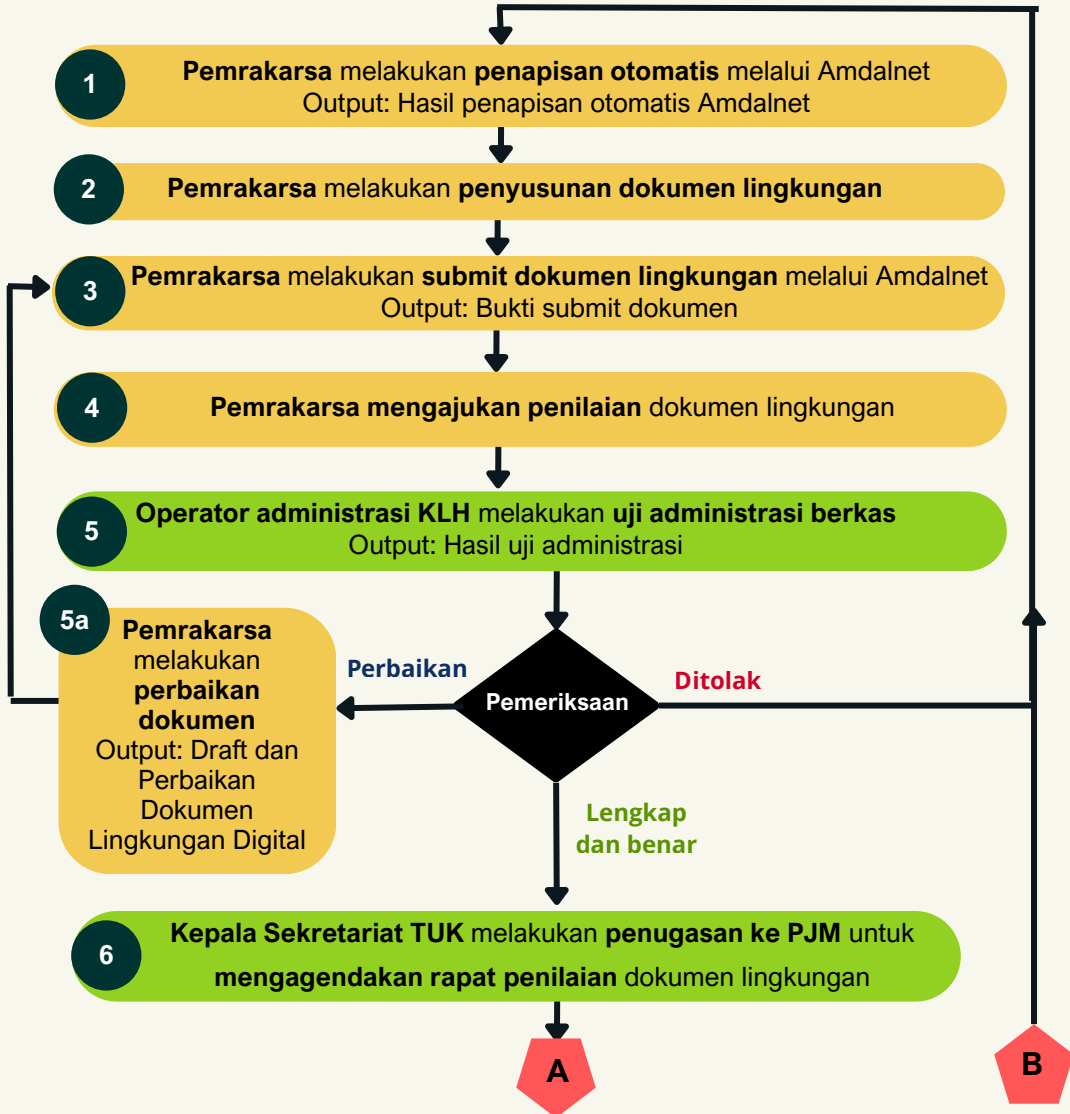 1
Pemrakarsa melakukan penapisan otomatis melalui Amdalnet
Output: Hasil penapisan otomatis Amdalnet
2
Pemrakarsa melakukan penyusunan dokumen lingkungan
3
Pemrakarsa melakukan submit dokumen lingkungan melalui Amdalnet
Output: Bukti submit dokumen
4
Pemrakarsa mengajukan penilaian dokumen lingkungan
5
Operator administrasi KLH melakukan uji administrasi berkas
Output: Hasil uji administrasi
5a
Pemrakarsa
melakukan
perbaikan
dokumen
Output: Draft dan
Perbaikan
Dokumen
Lingkungan Digital
Perbaikan
Pemeriksaan
Ditolak
Lengkap
dan benar
6
Kepala Sekretariat TUK melakukan penugasan ke PJM untuk
mengagendakan rapat penilaian dokumen lingkungan
A
B